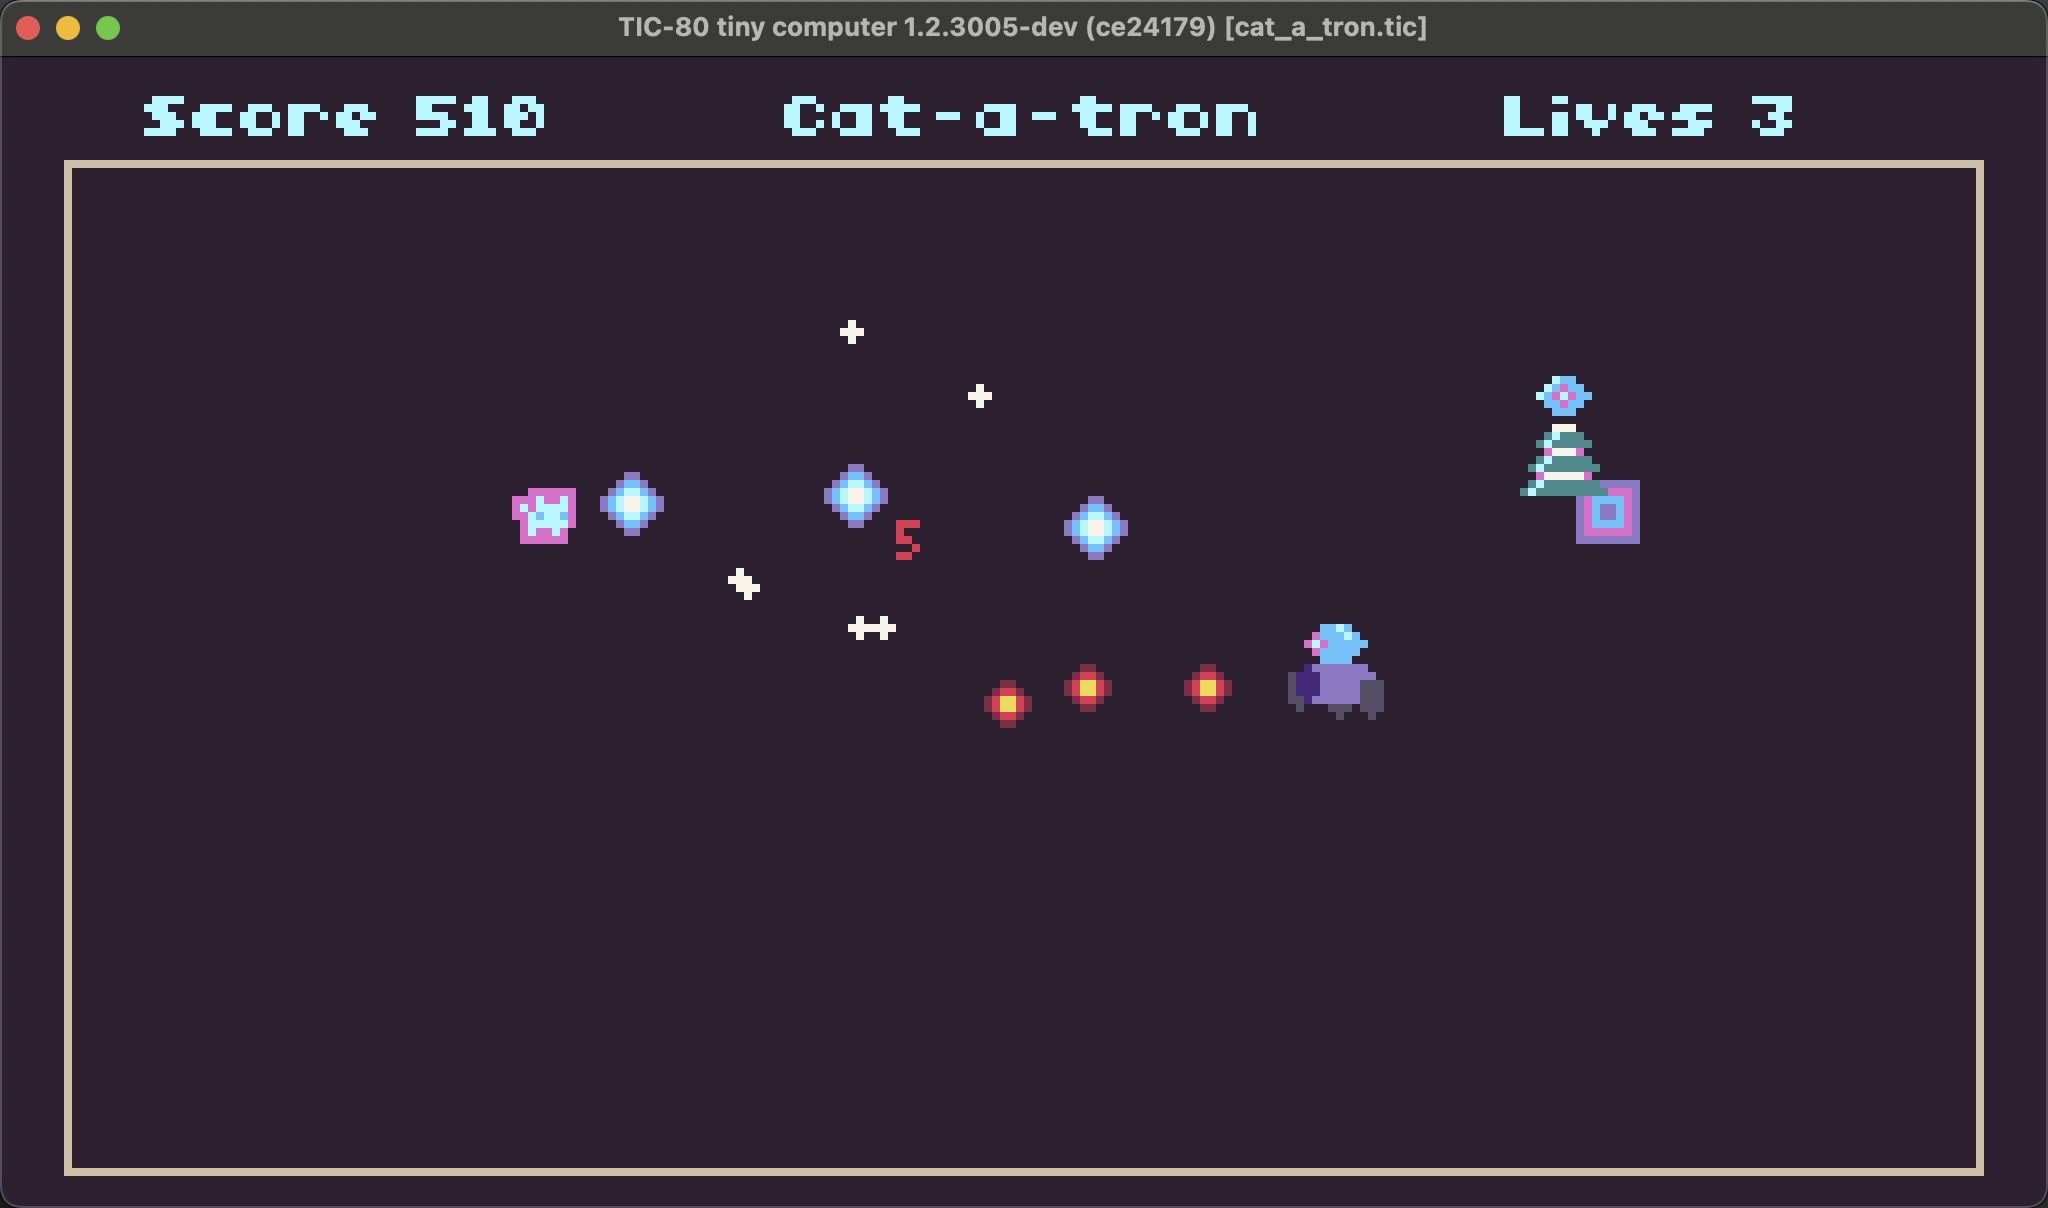 TIC-80 tiny computer 1.2.3005-dev (ce24179) [cat_a_tron.tic]
Score 510 Cat-a-tron Lives 3
5